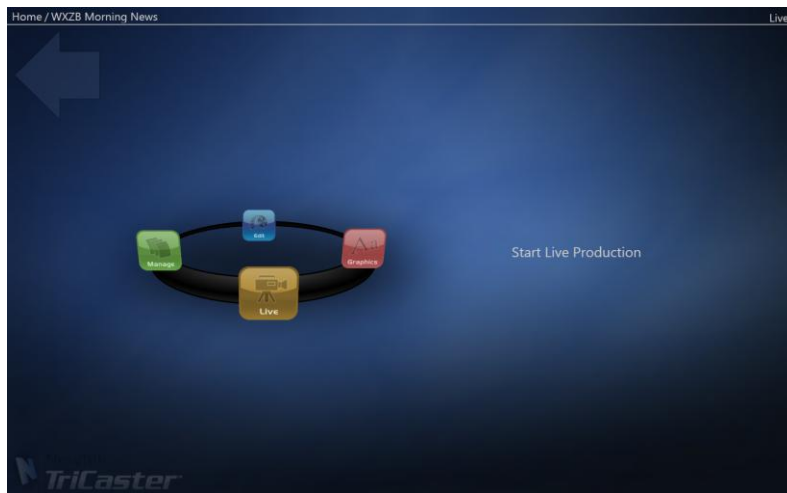 Home / WXZB Morning News
Live
Edit
Manage
Graphics
Live
Start Live Production
TriCaster